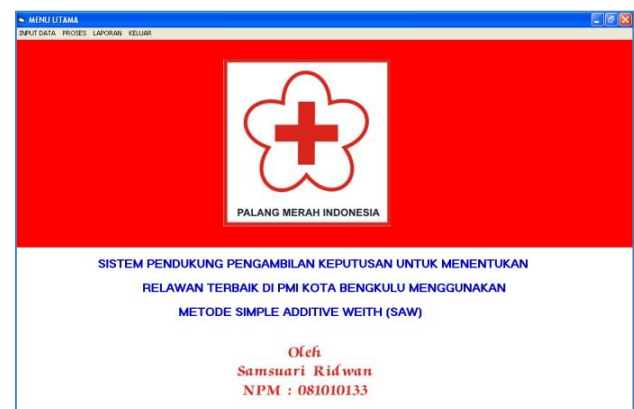 MENU UTAMA
INPUT DATA PROSES LAPORAN KELUAR
PALANG MERAH INDONESIA
SISTEM PENDUKUNG PENGAMBILAN KEPUTUSAN UNTUK MENENTUKAN
RELAWAN TERBAIK DI PMI KOTA BENGKULU MENGGUNAKAN
METODE SIMPLE ADDITIVE WEITH (SAW)
Oleh
Samsuari Ridwan
NPM : 081010133